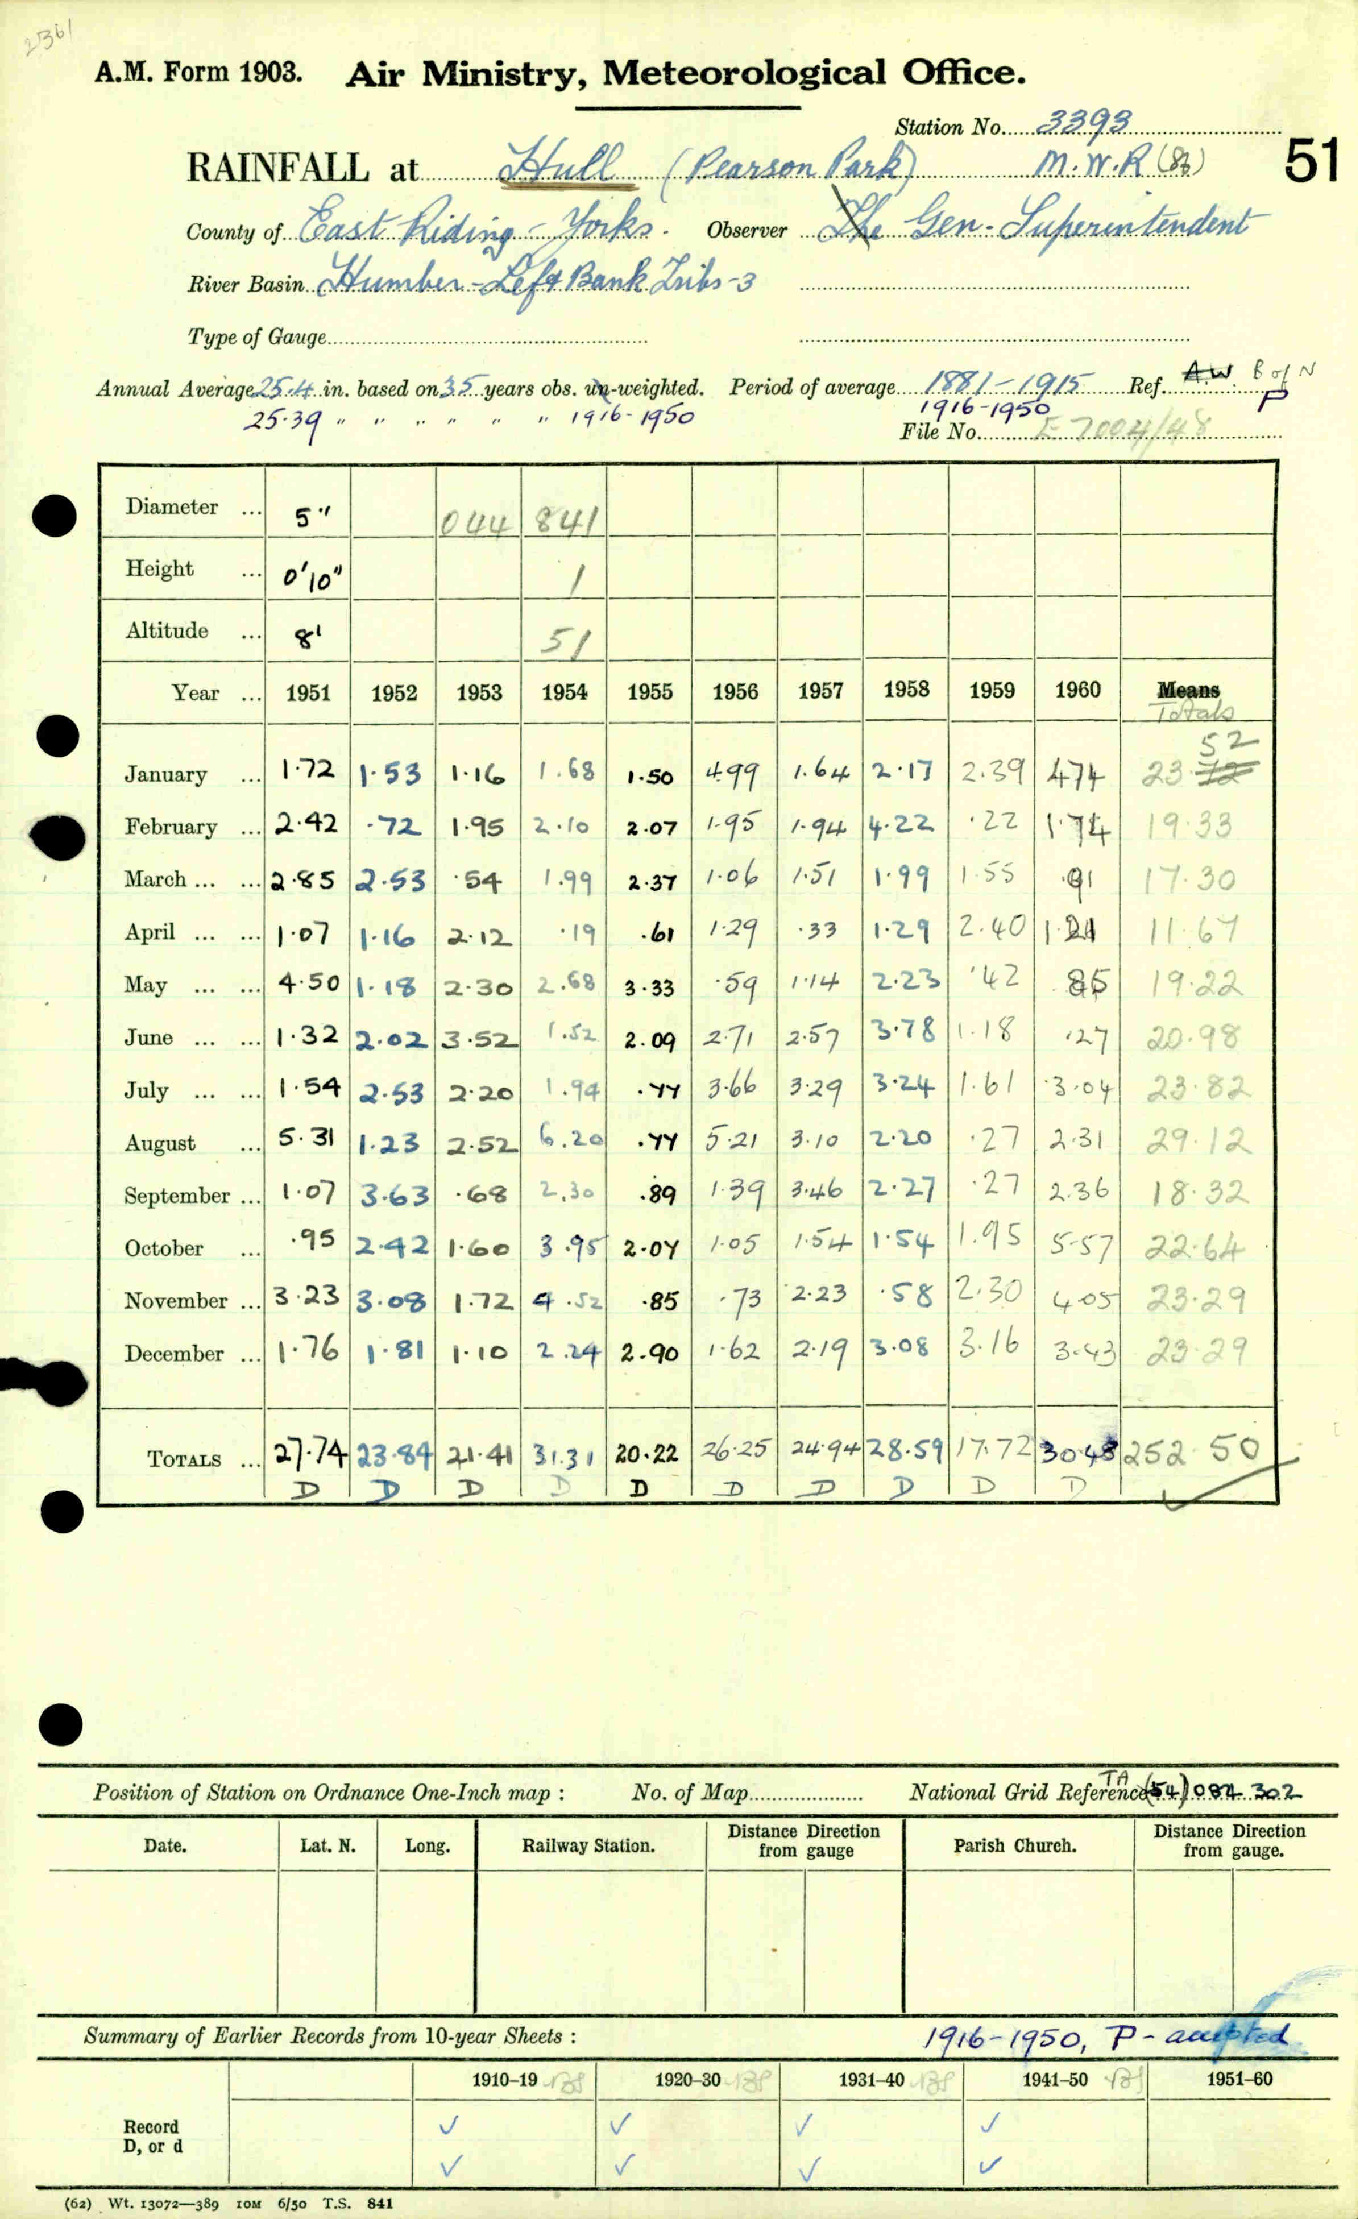 2361
A.M. Form 1903. Air Ministry, Meteorological Office.
Station No. 3393
RAINFALL at Hull (Pearson Park) M.W.R (86) 51
County of East Riding - Yorks. Observer The Gen-Superintendent
River Basin Humber-Left Bank Tribs-3
Type of Gauge
Annual Average 25.4 in. based on 35 years obs. un-weighted. Period of average 1881-1915 Ref. A.W. B of N
25.39 " " " " " " 1916-1950 1916-1950 P
File No. E 7004/48
Diameter ... 5" 044 841
Height ... 0'10" 1
Altitude ... 8' 51
Year ... 1951 1952 1953 1954 1955 1956 1957 1958 1959 1960 Means
Totals
52
January ... 1.72 1.53 1.16 1.68 1.50 4.99 1.64 2.17 2.39 4.74 23.72
February ... 2.42 .72 1.95 2.10 2.07 1.95 1.94 4.22 .22 1.74 19.33
March ... ... 2.85 2.53 .54 1.99 2.37 1.06 1.51 1.99 1.55 .91 17.30
April ... ... 1.07 1.16 2.12 .19 .61 1.29 .33 1.29 2.40 1.21 11.67
May ... ... 4.50 1.18 2.30 2.68 3.33 .59 1.14 2.23 .42 .85 19.22
June ... ... 1.32 2.02 3.52 1.52 2.09 2.71 2.57 3.78 1.18 .27 20.98
July ... ... 1.54 2.53 2.20 1.94 .77 3.66 3.29 3.24 1.61 3.04 23.82
August ... 5.31 1.23 2.52 6.20 .77 5.21 3.10 2.20 .27 2.31 29.12
September ... 1.07 3.63 .68 2.30 .89 1.39 3.46 2.27 .27 2.36 18.32
October ... .95 2.42 1.60 3.95 2.07 1.05 1.54 1.54 1.95 5.57 22.64
November ... 3.23 3.08 1.72 4.52 .85 .73 2.23 .58 2.30 4.05 23.29
December ... 1.76 1.81 1.10 2.24 2.90 1.62 2.19 3.08 3.16 3.43 23.29
TOTALS ... 27.74 23.84 21.41 31.31 20.22 26.25 24.94 28.59 17.72 30.48 252.50
D D D D D D D D D D
Position of Station on Ordnance One-Inch map : No. of Map National Grid Reference TA (54) 084 302
Date. Lat. N. Long. Railway Station. Distance Direction from gauge Parish Church. Distance Direction from gauge.
Summary of Earlier Records from 10-year Sheets : 1916-1950, P - accepted
1910-19 1920-30 1931-40 1941-50 1951-60
Record ✓ ✓ ✓ ✓
D, or d ✓ ✓ ✓ ✓
(62) Wt. 13072—389 10M 6/50 T.S. 841